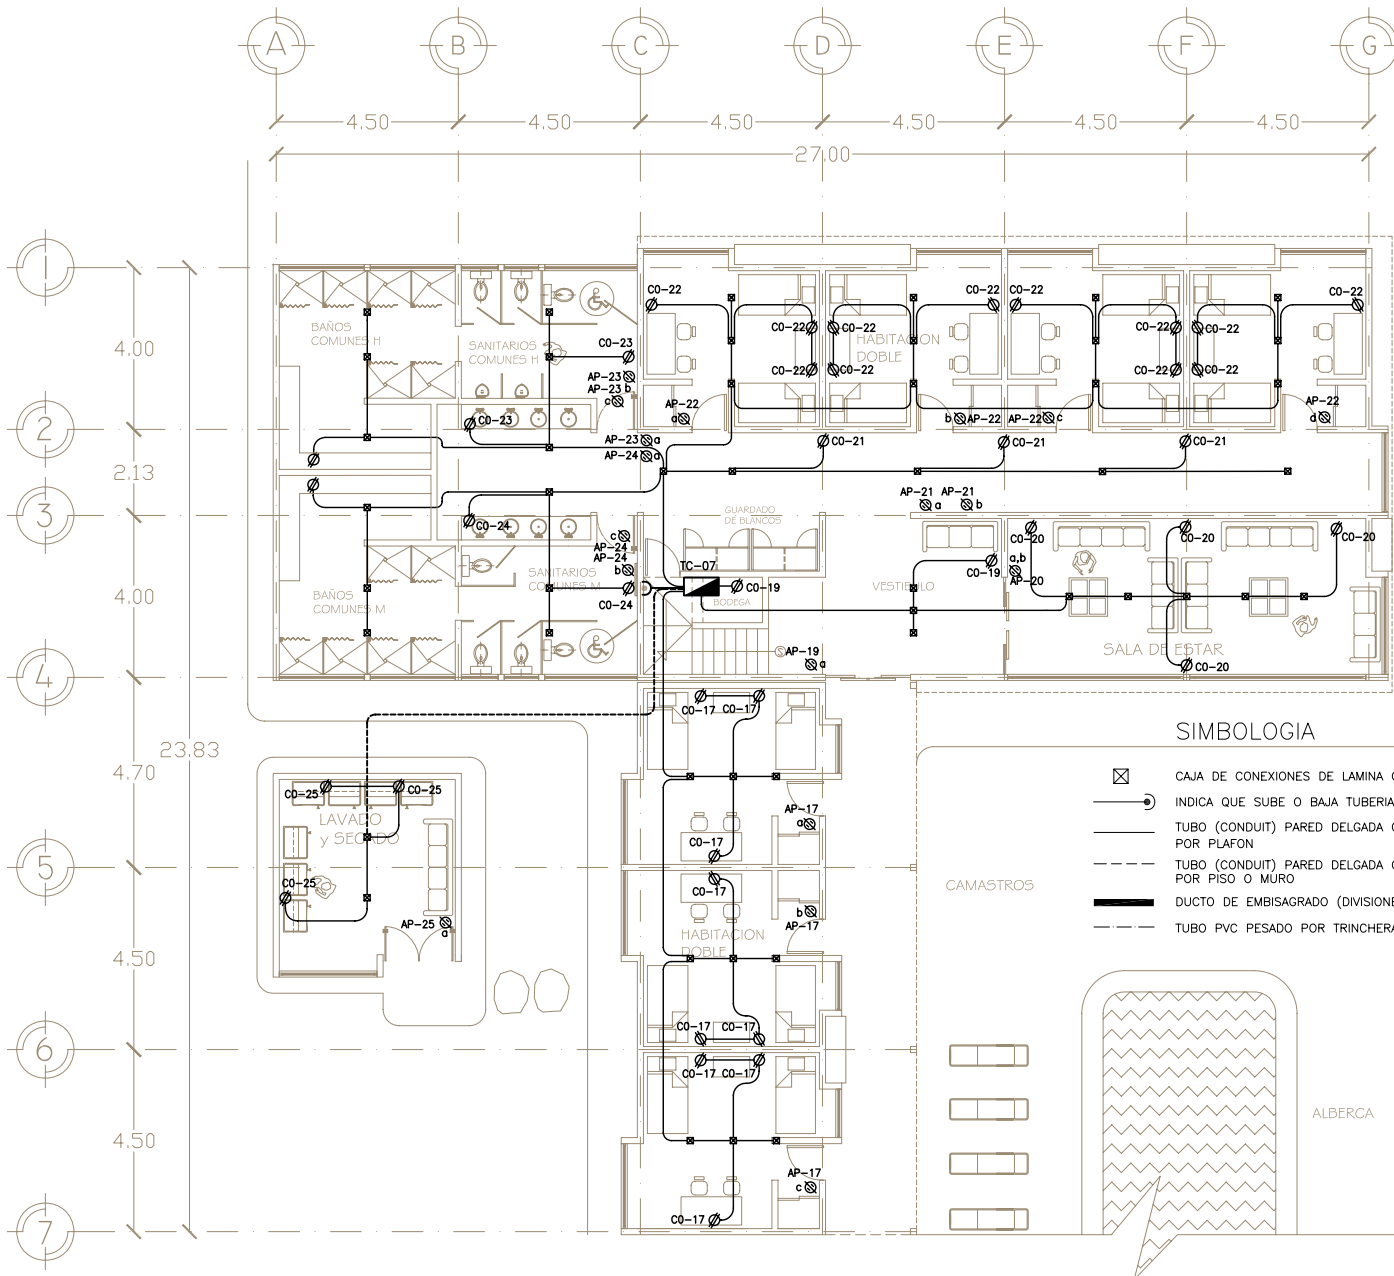 A B C D E F G
4.50 4.50 4.50 4.50 4.50 4.50
27.00
1
CO-22 CO-22 CO-22 CO-22
BAÑOS
COMUNES H
4.00
SANITARIOS
COMUNES H
CO-23
CO-22 CO-22 CO-22 CO-22
HABITACION
DOBLE
CO-22 CO-22 CO-22 CO-22
AP-23
AP-23 b
c
AP-22
a
b AP-22
AP-22 c
AP-22
a
2
CO-23
AP-23 a
AP-24 a
CO-21 CO-21 CO-21
2.13
AP-21 a
AP-21 b
3
CO-24
GUARDADO
DE BLANCOS
c
AP-24
AP-24
b
CO-20 CO-20 CO-20
a,b
AP-20
TC-07
CO-19
CO-19
BODEGA
VESTIBULO
SANITARIOS
COMUNES M
4.00
BAÑOS
COMUNES M
CO-24
SALA DE ESTAR
S AP-19
a
CO-20
4
CO-17 CO-17
23.83
4.70
SIMBOLOGIA
CAJA DE CONEXIONES DE LAMINA
INDICA QUE SUBE O BAJA TUBERIA
TUBO (CONDUIT) PARED DELGADA
POR PLAFON
TUBO (CONDUIT) PARED DELGADA
POR PISO O MURO
DUCTO DE EMBISAGRADO
TUBO PVC PESADO POR TRINCHERA
CO-25 CO-25
LAVADO
y SECADO
AP-17
a
5
CO-17
CO-25
CO-17
AP-25
a
b
AP-17
CAMASTROS
HABITACION
DOBLE
4.50
CO-17 CO-17
6
CO-17 CO-17
4.50
ALBERCA
AP-17
c
CO-17
7